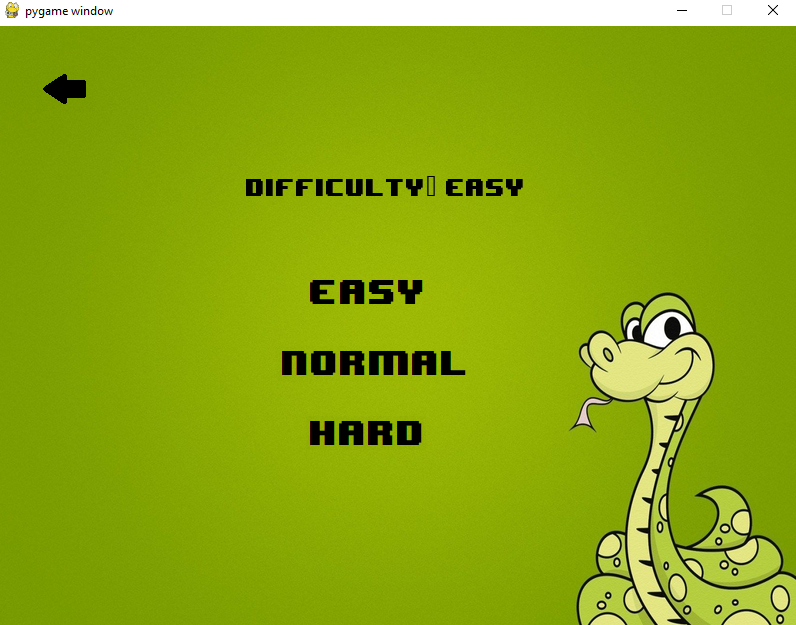 pygame window
DIFFICULTY▯ EASY
EASY
NORMAL
HARD